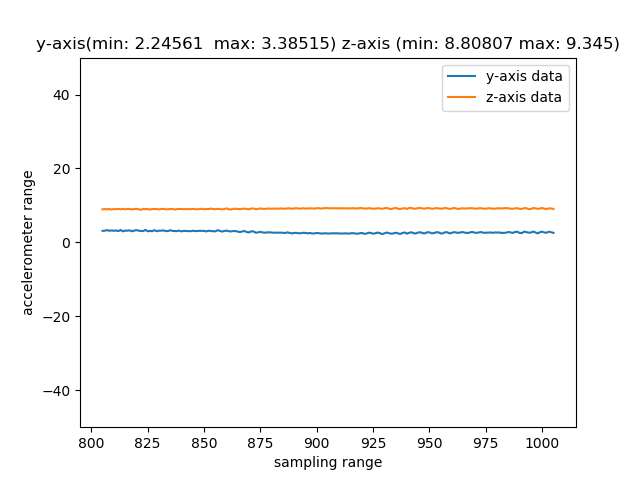 y-axis(min: 2.24561  max: 3.38515) z-axis (min: 8.80807 max: 9.345)
y-axis data
z-axis data
accelerometer range
40
20
0
−20
−40
800 825 850 875 900 925 950 975 1000
sampling range